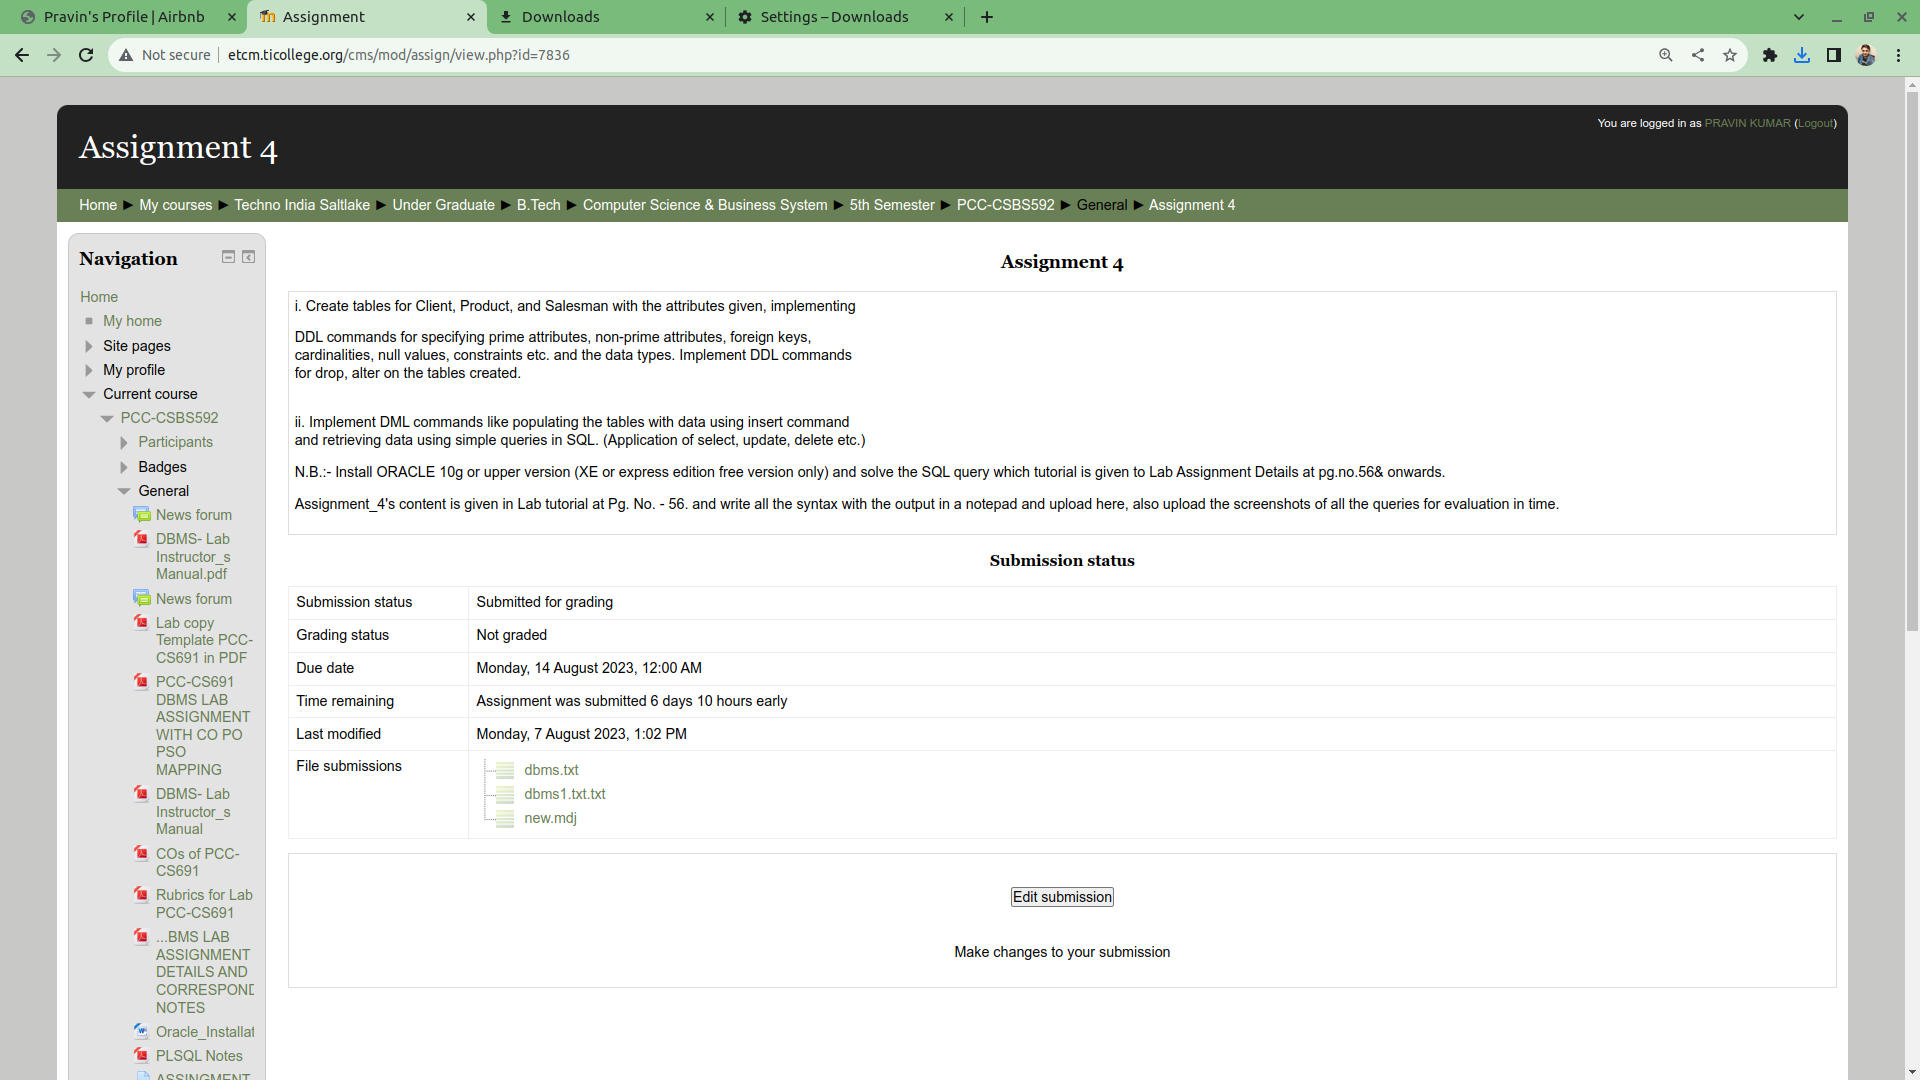 Pravin's Profile | Airbnb
Assignment
Downloads
Settings – Downloads
Not secure
etcm.ticollege.org/cms/mod/assign/view.php?id=7836
You are logged in as PRAVIN KUMAR (Logout)
Assignment 4
Home ► My courses ► Techno India Saltlake ► Under Graduate ► B.Tech ► Computer Science & Business System ► 5th Semester ► PCC-CSBS592 ► General ► Assignment 4
Navigation
Home
My home
Site pages
My profile
Current course
PCC-CSBS592
Participants
Badges
General
News forum
DBMS- Lab
Instructor_s
Manual.pdf
News forum
Lab copy
Template PCC-
CS691 in PDF
PCC-CS691
DBMS LAB
ASSIGNMENT
WITH CO PO
PSO
MAPPING
DBMS- Lab
Instructor_s
Manual
COs of PCC-
CS691
Rubrics for Lab
PCC-CS691
...BMS LAB
ASSIGNMENT
DETAILS AND
CORRESPOND
NOTES
Oracle_Installat
PLSQL Notes
ASSINGMENT
Assignment 4
i. Create tables for Client, Product, and Salesman with the attributes given, implementing
DDL commands for specifying prime attributes, non-prime attributes, foreign keys,
cardinalities, null values, constraints etc. and the data types. Implement DDL commands
for drop, alter on the tables created.
ii. Implement DML commands like populating the tables with data using insert command
and retrieving data using simple queries in SQL. (Application of select, update, delete etc.)
N.B.:- Install ORACLE 10g or upper version (XE or express edition free version only) and solve the SQL query which tutorial is given to Lab Assignment Details at pg.no.56& onwards.
Assignment_4's content is given in Lab tutorial at Pg. No. - 56. and write all the syntax with the output in a notepad and upload here, also upload the screenshots of all the queries for evaluation in time.
Submission status
Submission status Submitted for grading
Grading status Not graded
Due date Monday, 14 August 2023, 12:00 AM
Time remaining Assignment was submitted 6 days 10 hours early
Last modified Monday, 7 August 2023, 1:02 PM
File submissions
dbms.txt
dbms1.txt.txt
new.mdj
Edit submission
Make changes to your submission